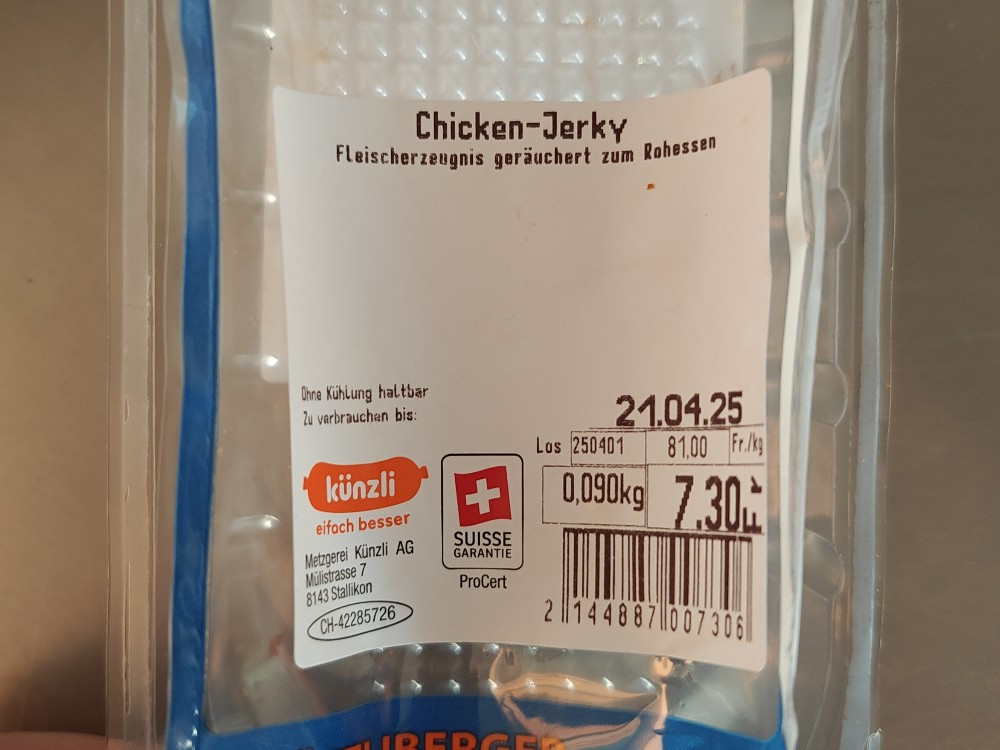 Chicken-Jerky
Fleischerzeugnis geräuchert zum Rohessen
Ohne Kühlung haltbar
Zu verbrauchen bis:
21.04.25
Los 250401 81,00 Fr./kg
0,090kg 7.30Fr
künzli
eifach besser
SUISSE
GARANTIE
ProCert
Metzgerei Künzli AG
Mülistrasse 7
8143 Stallikon
CH-42285726
2 144887 007306